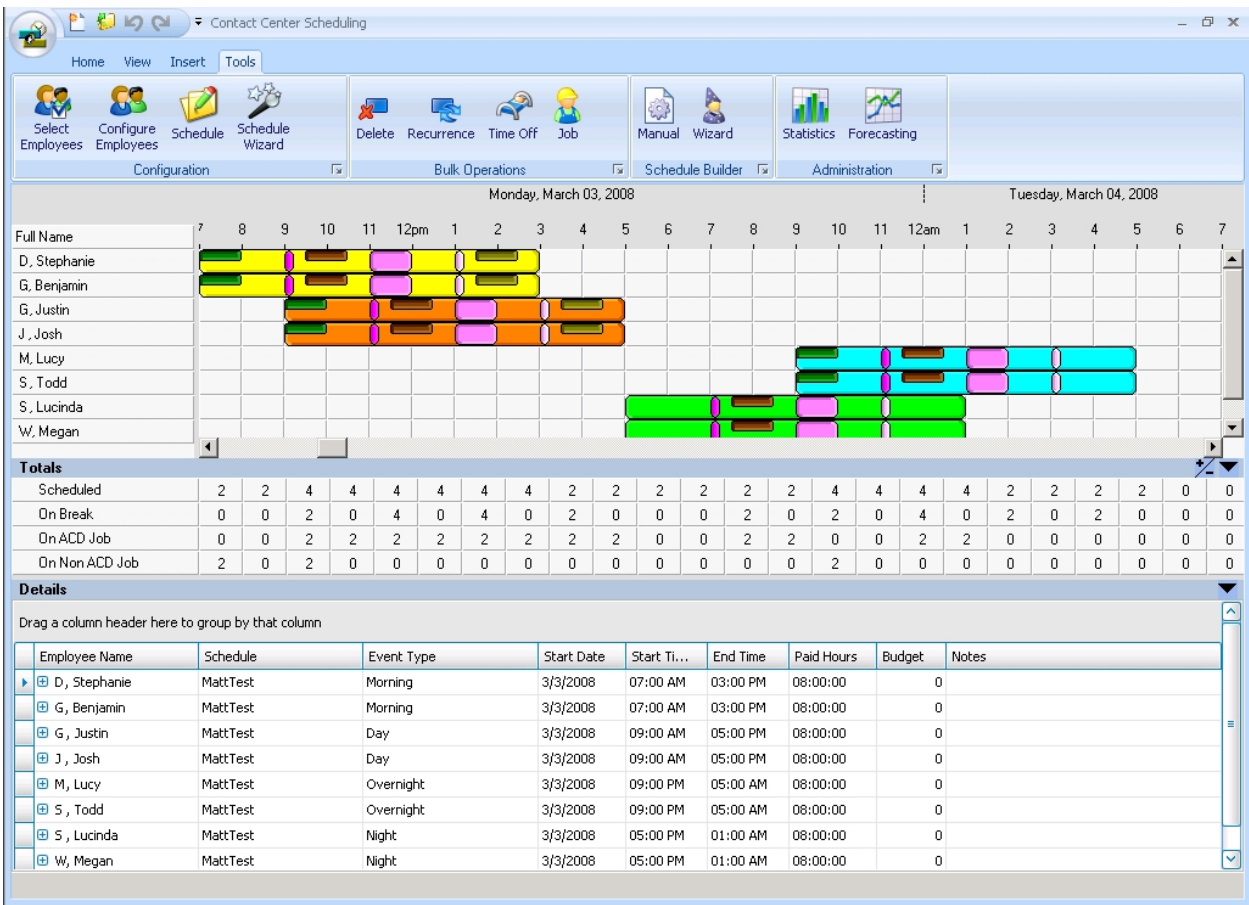 Contact Center Scheduling
Home View Insert Tools
Select Employees Configure Employees Schedule Schedule Wizard Delete Recurrence Time Off Job Manual Wizard Statistics Forecasting
Configuration Bulk Operations Schedule Builder Administration
Monday, March 03, 2008 Tuesday, March 04, 2008
Full Name 7 8 9 10 11 12pm 1 2 3 4 5 6 7 8 9 10 11 12am 1 2 3 4 5 6 7
D, Stephanie
G, Benjamin
G, Justin
J , Josh
M, Lucy
S , Todd
S , Lucinda
W, Megan
Totals
Scheduled 2 2 4 4 4 4 4 4 2 2 2 2 2 2 4 4 4 4 2 2 2 2 0 0
On Break 0 0 2 0 4 0 4 0 2 0 0 0 2 0 2 0 4 0 2 0 2 0 0 0
On ACD Job 0 0 2 2 2 2 2 2 2 2 0 0 2 2 0 0 2 2 0 0 0 0 0 0
On Non ACD Job 2 0 2 0 0 0 0 0 0 0 0 0 0 0 2 0 0 0 0 0 0 0 0 0
Details
Drag a column header here to group by that column
Employee Name Schedule Event Type Start Date Start Ti... End Time Paid Hours Budget Notes
D, Stephanie MattTest Morning 3/3/2008 07:00 AM 03:00 PM 08:00:00 0
G, Benjamin MattTest Morning 3/3/2008 07:00 AM 03:00 PM 08:00:00 0
G, Justin MattTest Day 3/3/2008 09:00 AM 05:00 PM 08:00:00 0
J , Josh MattTest Day 3/3/2008 09:00 AM 05:00 PM 08:00:00 0
M, Lucy MattTest Overnight 3/3/2008 09:00 PM 05:00 AM 08:00:00 0
S , Todd MattTest Overnight 3/3/2008 09:00 PM 05:00 AM 08:00:00 0
S , Lucinda MattTest Night 3/3/2008 05:00 PM 01:00 AM 08:00:00 0
W, Megan MattTest Night 3/3/2008 05:00 PM 01:00 AM 08:00:00 0